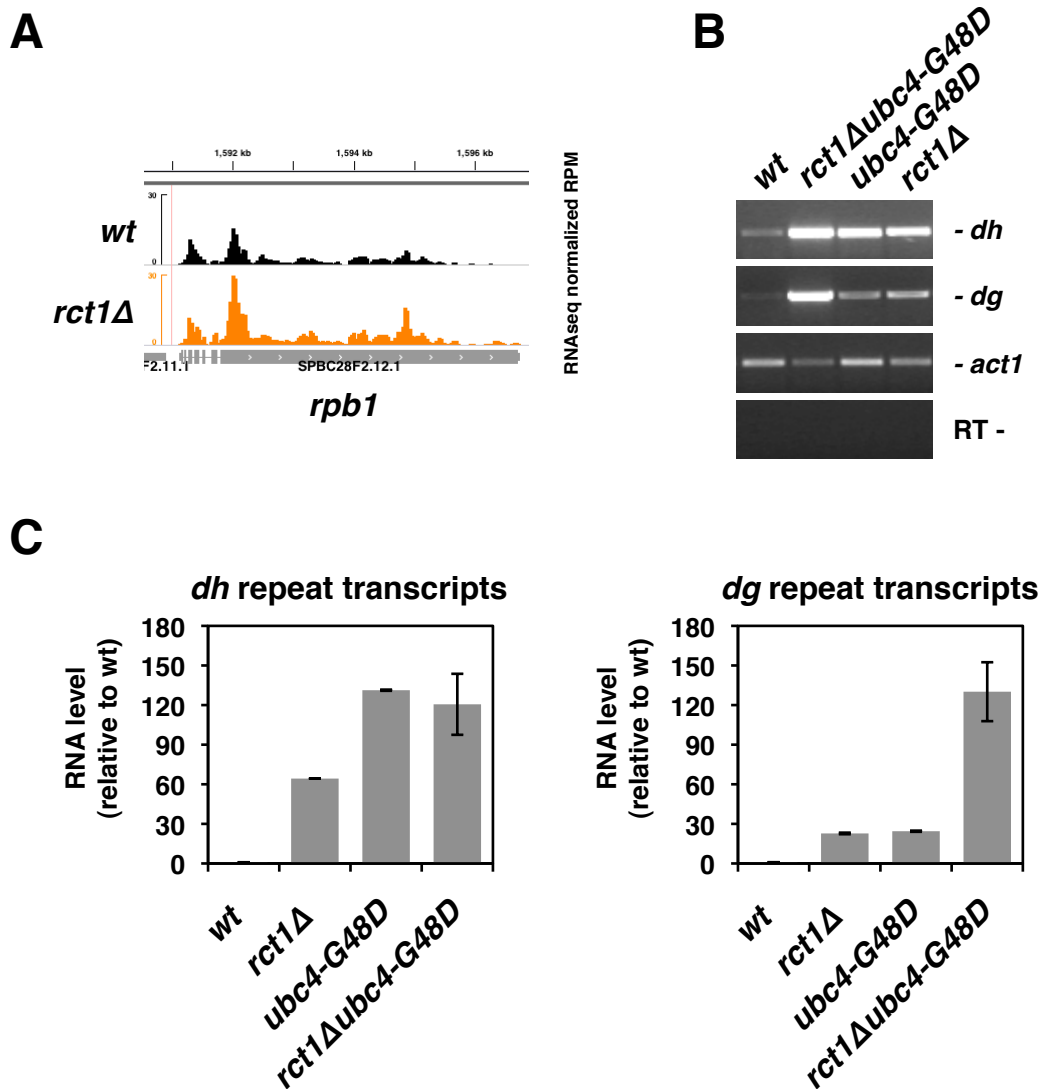 A
1,592 kb 1,594 kb 1,596 kb
30
0
wt
30
0
rct1Δ
F2.11.1
SPBC28F2.12.1
rpb1
RNAseq normalized RPM
B
wt rct1Δubc4-G48D ubc4-G48D rct1Δ
- dh
- dg
- act1
RT -
C
dh repeat transcripts
RNA level
(relative to wt)
180
150
120
90
60
30
0
wt rct1Δ ubc4-G48D rct1Δubc4-G48D
dg repeat transcripts
RNA level
(relative to wt)
180
150
120
90
60
30
0
wt rct1Δ ubc4-G48D rct1Δubc4-G48D